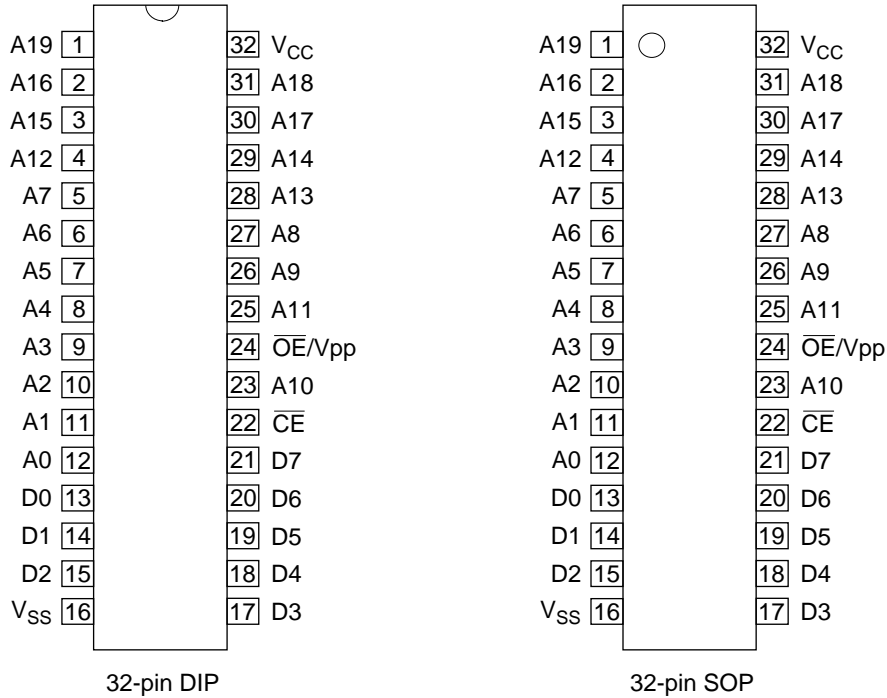 A19 1 32 VCC
A16 2 31 A18
A15 3 30 A17
A12 4 29 A14
A7 5 28 A13
A6 6 27 A8
A5 7 26 A9
A4 8 25 A11
A3 9 24 O̅E̅/Vpp
A2 10 23 A10
A1 11 22 C̅E̅
A0 12 21 D7
D0 13 20 D6
D1 14 19 D5
D2 15 18 D4
VSS 16 17 D3
32-pin DIP
A19 1 32 VCC
A16 2 31 A18
A15 3 30 A17
A12 4 29 A14
A7 5 28 A13
A6 6 27 A8
A5 7 26 A9
A4 8 25 A11
A3 9 24 O̅E̅/Vpp
A2 10 23 A10
A1 11 22 C̅E̅
A0 12 21 D7
D0 13 20 D6
D1 14 19 D5
D2 15 18 D4
VSS 16 17 D3
32-pin SOP